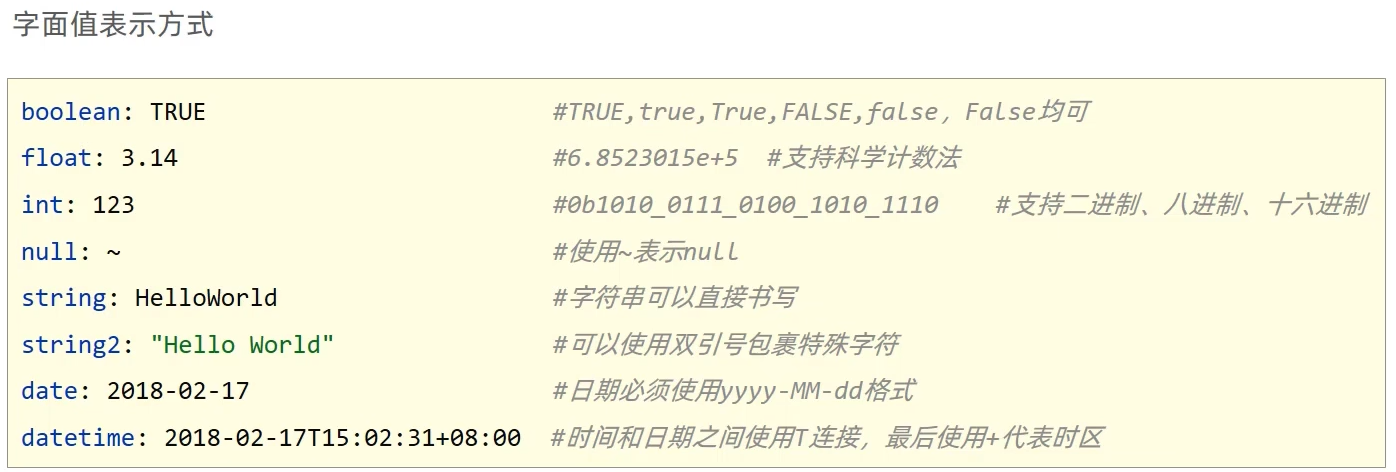 字面值表示方式
boolean: TRUE #TRUE,true,True,FALSE,false，False均可
float: 3.14 #6.8523015e+5 #支持科学计数法
int: 123 #0b1010_0111_0100_1010_1110 #支持二进制、八进制、十六进制
null: ~ #使用~表示null
string: HelloWorld #字符串可以直接书写
string2: "Hello World" #可以使用双引号包裹特殊字符
date: 2018-02-17 #日期必须使用yyyy-MM-dd格式
datetime: 2018-02-17T15:02:31+08:00 #时间和日期之间使用T连接，最后使用+代表时区